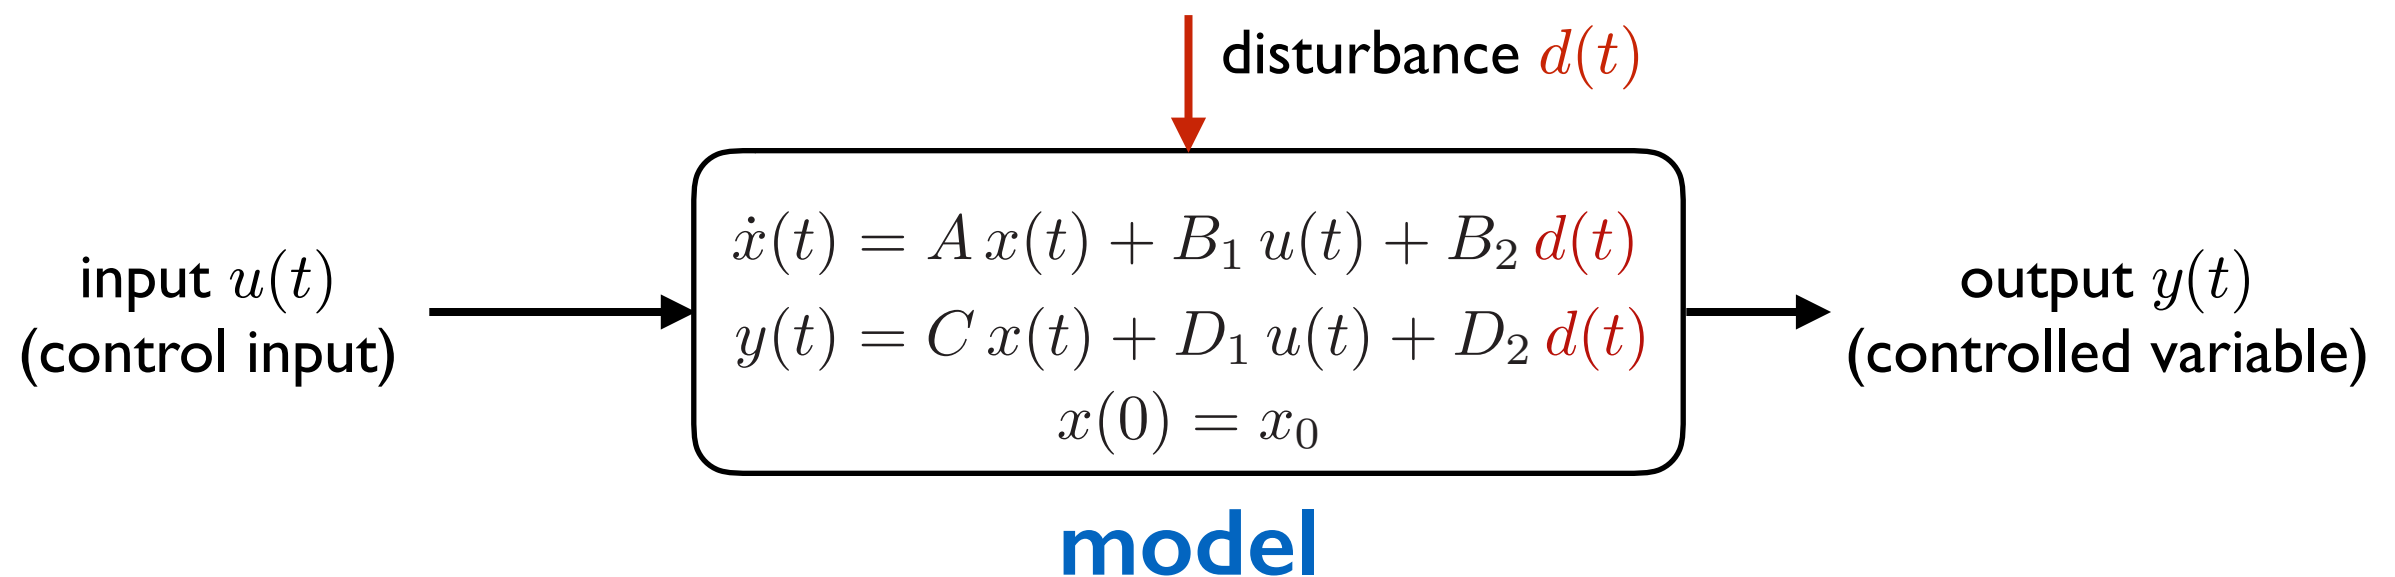 disturbance d(t)
input u(t)
(control input)
ẋ(t) = A x(t) + B₁ u(t) + B₂ d(t)
y(t) = C x(t) + D₁ u(t) + D₂ d(t)
x(0) = x₀
output y(t)
(controlled variable)
model